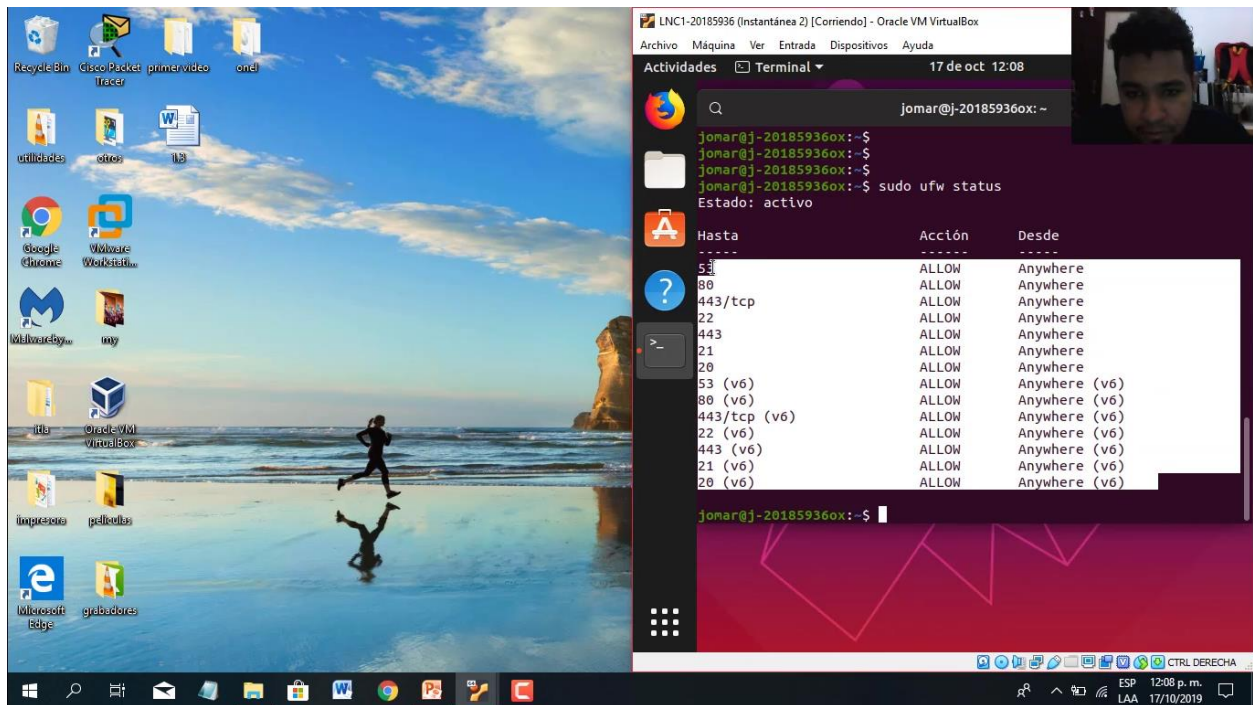 Recycle Bin
Cisco Packet
Tracer
primer video
onel
utilidades
otros
1.3
Google
Chrome
VMware
Workstati...
Malwareby...
my
itla
Oracle VM
VirtualBox
impresora
peliculas
Microsoft
Edge
grabadores
LNC1-20185936 (Instantánea 2) [Corriendo] - Oracle VM VirtualBox
Archivo Máquina Ver Entrada Dispositivos Ayuda
Actividades Terminal 17 de oct 12:08
jomar@j-20185936ox: ~
jomar@j-20185936ox:~$
jomar@j-20185936ox:~$
jomar@j-20185936ox:~$
jomar@j-20185936ox:~$ sudo ufw status
Estado: activo
Hasta Acción Desde
----- ------ -----
53 ALLOW Anywhere
80 ALLOW Anywhere
443/tcp ALLOW Anywhere
22 ALLOW Anywhere
443 ALLOW Anywhere
21 ALLOW Anywhere
20 ALLOW Anywhere
53 (v6) ALLOW Anywhere (v6)
80 (v6) ALLOW Anywhere (v6)
443/tcp (v6) ALLOW Anywhere (v6)
22 (v6) ALLOW Anywhere (v6)
443 (v6) ALLOW Anywhere (v6)
21 (v6) ALLOW Anywhere (v6)
20 (v6) ALLOW Anywhere (v6)
jomar@j-20185936ox:~$
CTRL DERECHA
ESP 12:08 p. m.
LAA 17/10/2019